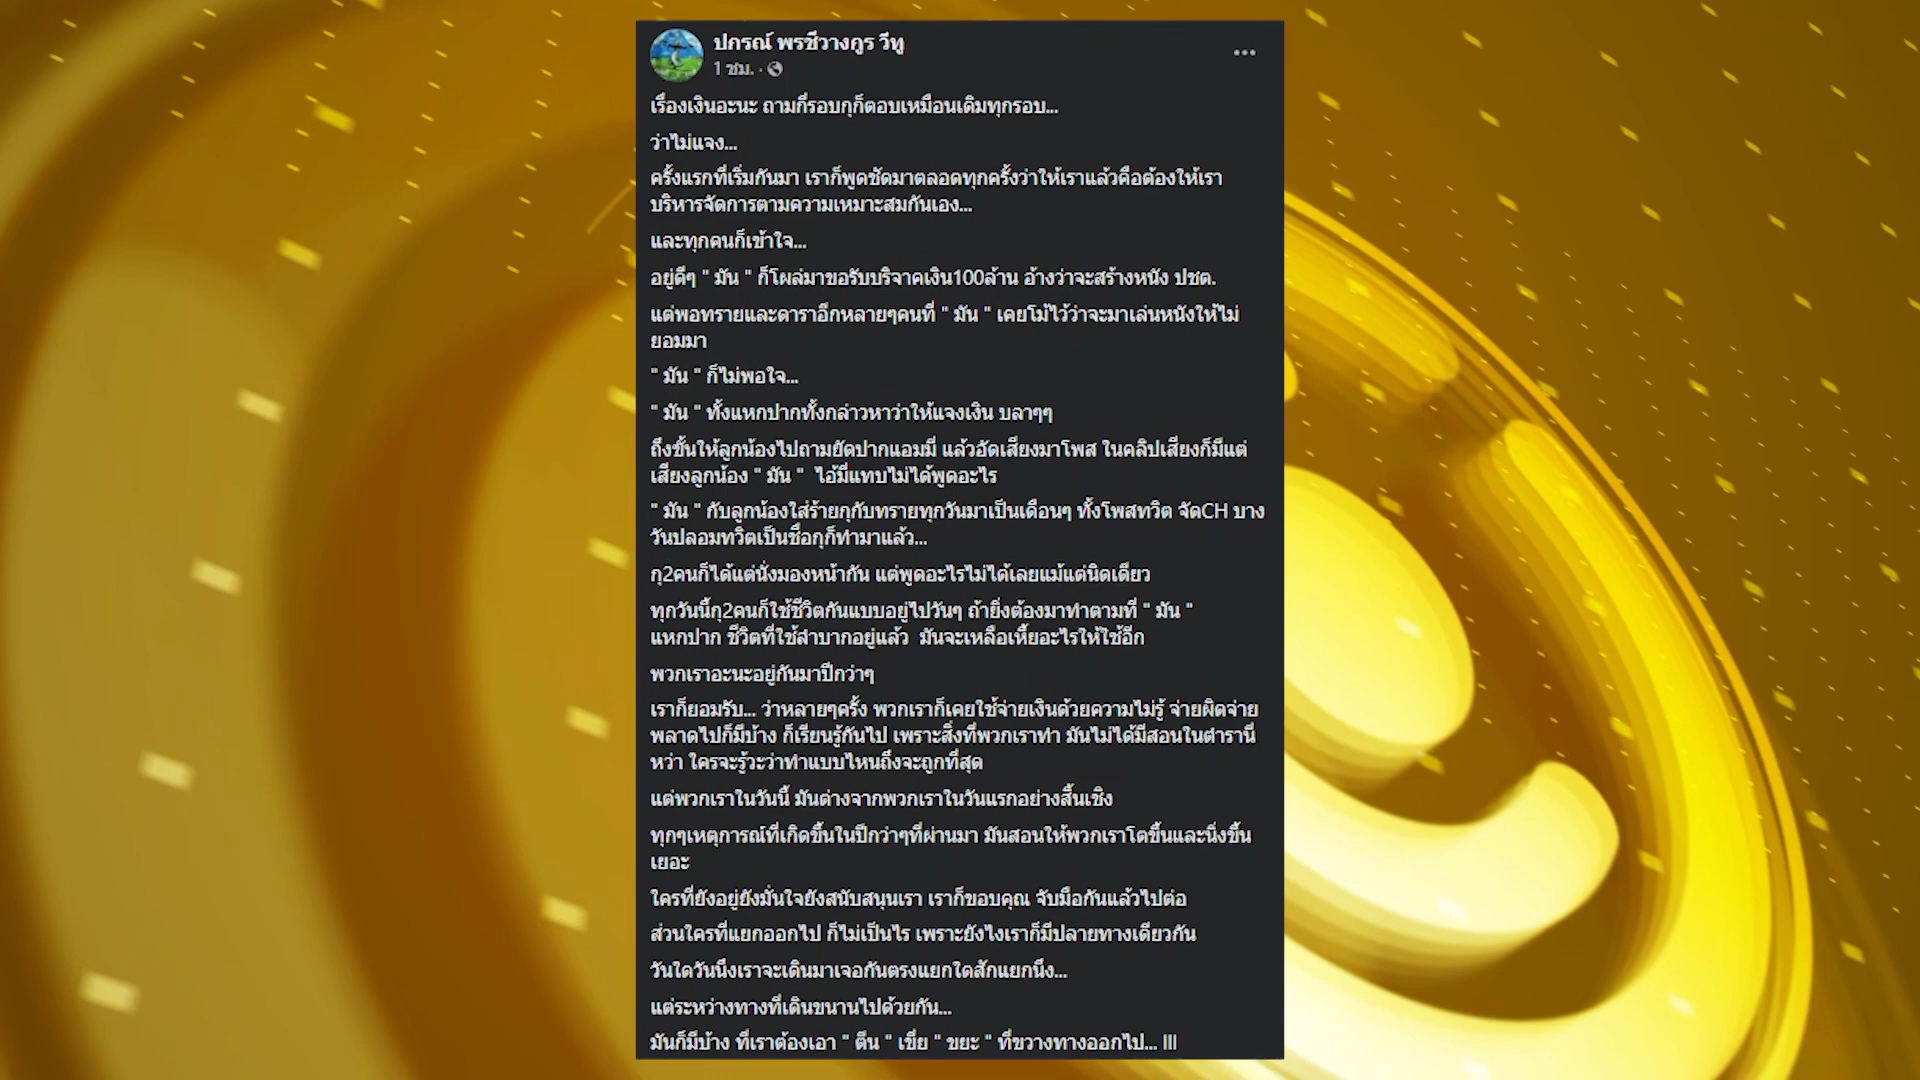 ปกรณ์ พรชีวางกูร วีทู
1 ชม. ·
เรื่องเงินอะนะ ถามกี่รอบกุก็ตอบเหมือนเดิมทุกรอบ...
ว่าไม่แจง...
ครั้งแรกที่เริ่มกันมา เราก็พูดชัดมาตลอดทุกครั้งว่าให้เราแล้วคือต้องให้เรา
บริหารจัดการตามความเหมาะสมกันเอง...
และทุกคนก็เข้าใจ...
อยู่ดีๆ " มัน " ก็โผล่มาขอรับบริจาคเงิน100ล้าน อ้างว่าจะสร้างหนัง ปชต.
แต่พอทรายและดาราอีกหลายๆคนที่ " มัน " เคยโม้ไว้ว่าจะมาเล่นหนังให้ไม่
ยอมมา
" มัน " ก็ไม่พอใจ...
" มัน " ทั้งแหกปากทั้งกล่าวหาว่าให้แจงเงิน บลาๆๆ
ถึงขั้นให้ลูกน้องไปถามยัดปากแอมมี่ แล้วอัดเสียงมาโพส ในคลิปเสียงก็มีแต่
เสียงลูกน้อง " มัน "  ไอ้มี่แทบไม่ได้พูดอะไร
" มัน " กับลูกน้องใส่ร้ายกุกับทรายทุกวันมาเป็นเดือนๆ ทั้งโพสทวิต จัดCH บาง
วันปลอมทวิตเป็นชื่อกุก็ทำมาแล้ว...
กุ2คนก็ได้แต่นั่งมองหน้ากัน แต่พูดอะไรไม่ได้เลยแม้แต่นิดเดียว
ทุกวันนี้กุ2คนก็ใช้ชีวิตกันแบบอยู่ไปวันๆ ถ้ายิ่งต้องมาทำตามที่ " มัน "
แหกปาก ชีวิตที่ใช้ลำบากอยู่แล้ว  มันจะเหลือเหี้ยอะไรให้ใช้อีก
พวกเราอะนะอยู่กันมาปีกว่าๆ
เราก็ยอมรับ... ว่าหลายๆครั้ง พวกเราก็เคยใช้จ่ายเงินด้วยความไม่รู้ จ่ายผิดจ่าย
พลาดไปก็มีบ้าง ก็เรียนรู้กันไป เพราะสิ่งที่พวกเราทำ มันไม่ได้มีสอนในตำรานี่
หว่า ใครจะรู้วะว่าทำแบบไหนถึงจะถูกที่สุด
แต่พวกเราในวันนี้ มันต่างจากพวกเราในวันแรกอย่างสิ้นเชิง
ทุกๆเหตุการณ์ที่เกิดขึ้นในปีกว่าๆที่ผ่านมา มันสอนให้พวกเราโตขึ้นและนิ่งขึ้น
เยอะ
ใครที่ยังอยู่ยังมั่นใจยังสนับสนุนเรา เราก็ขอบคุณ จับมือกันแล้วไปต่อ
ส่วนใครที่แยกออกไป ก็ไม่เป็นไร เพราะยังไงเราก็มีปลายทางเดียวกัน
วันใดวันนึงเราจะเดินมาเจอกันตรงแยกใดสักแยกนึง...
แต่ระหว่างทางที่เดินขนานไปด้วยกัน...
มันก็มีบ้าง ที่เราต้องเอา " ตีน " เขี่ย " ขยะ " ที่ขวางทางออกไป... lll